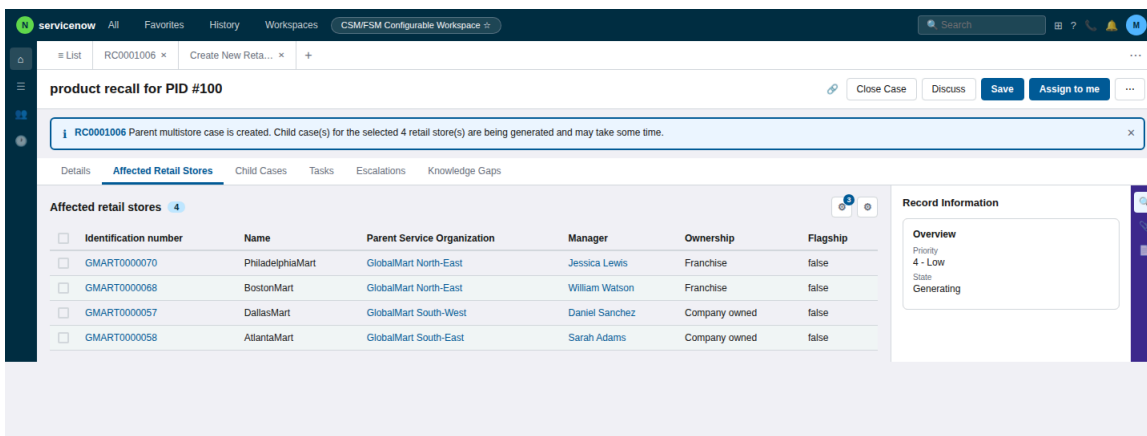 N servicenow All Favorites History Workspaces CSM/FSM Configurable Workspace ☆ Search ? M
≡ List RC0001006 × Create New Reta… × + ⋯
product recall for PID #100 Close Case Discuss Save Assign to me ⋯
i RC0001006 Parent multistore case is created. Child case(s) for the selected 4 retail store(s) are being generated and may take some time. ×
Details Affected Retail Stores Child Cases Tasks Escalations Knowledge Gaps
Affected retail stores 4 3
Identification number Name Parent Service Organization Manager Ownership Flagship
GMART0000070 PhiladelphiaMart GlobalMart North-East Jessica Lewis Franchise false
GMART0000068 BostonMart GlobalMart North-East William Watson Franchise false
GMART0000057 DallasMart GlobalMart South-West Daniel Sanchez Company owned false
GMART0000058 AtlantaMart GlobalMart South-East Sarah Adams Company owned false
Record Information
Overview
Priority
4 - Low
State
Generating